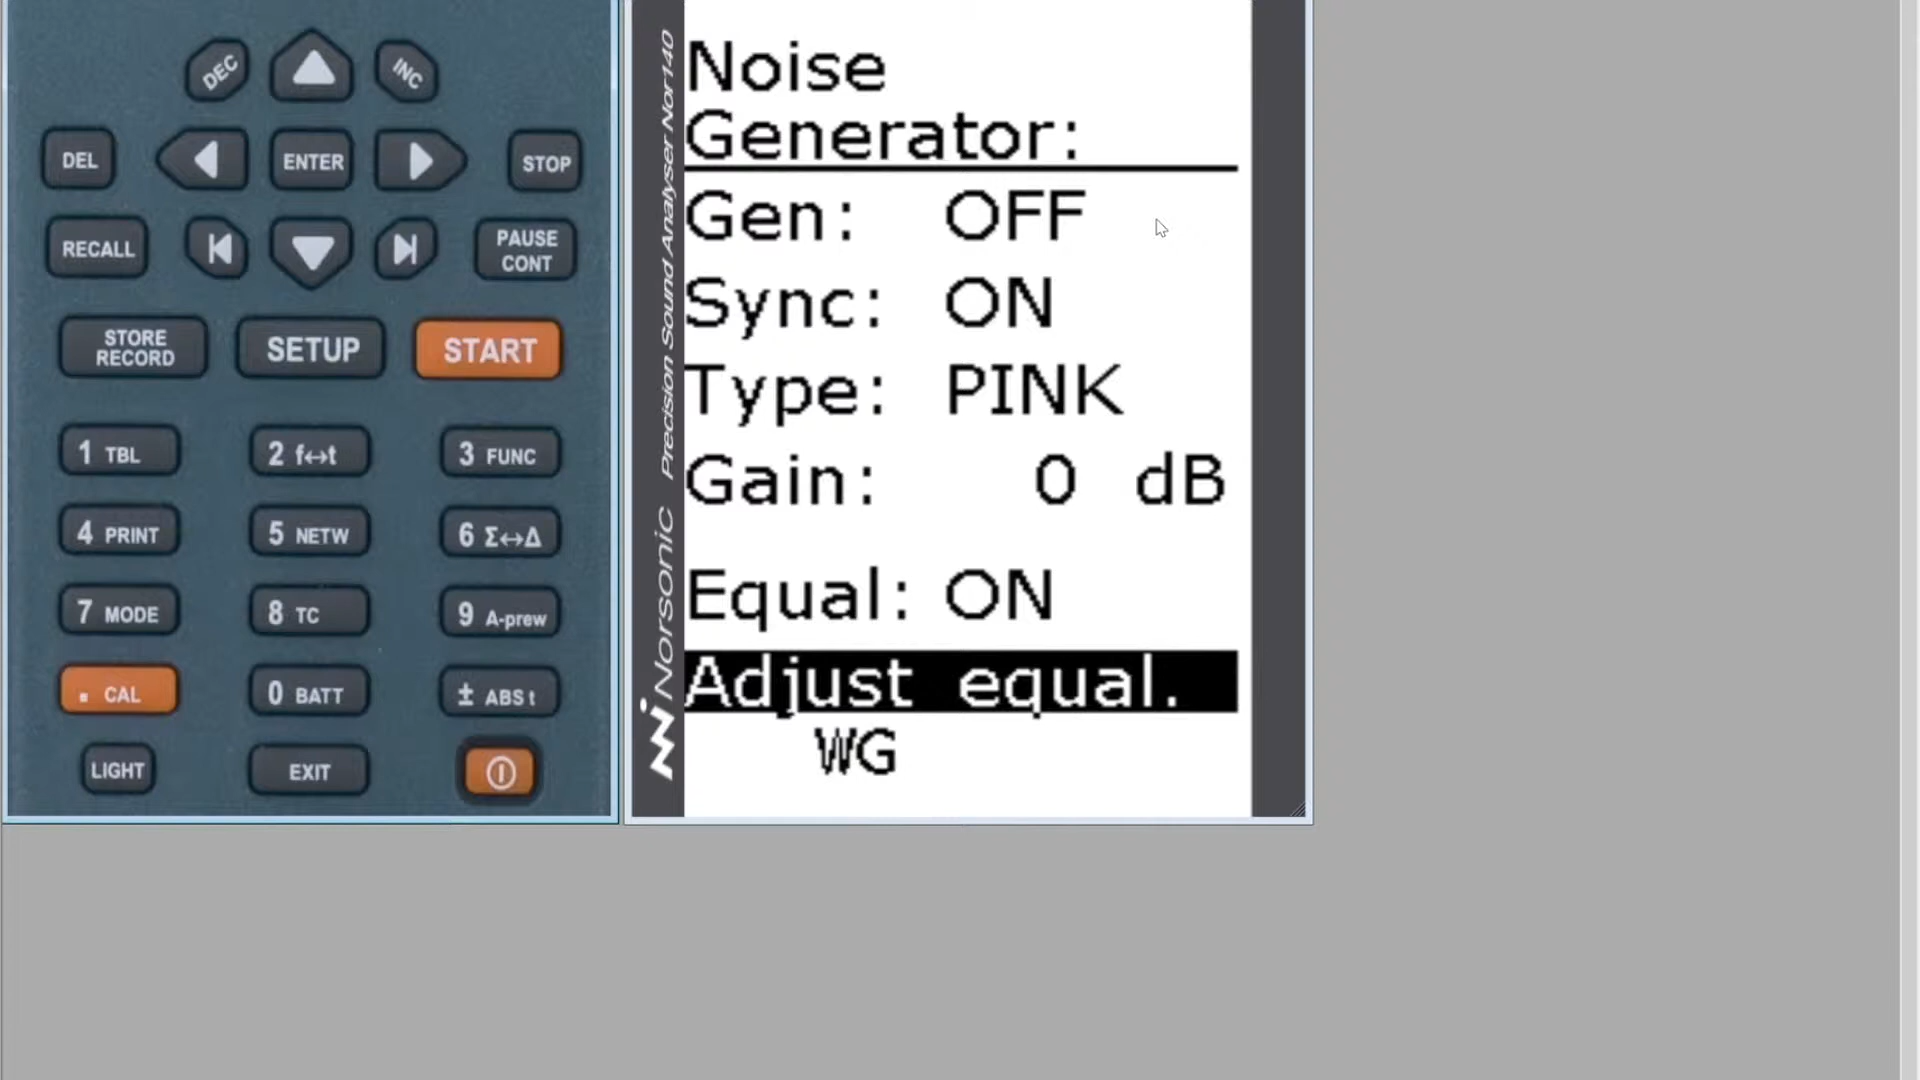 DEC
INC
DEL
ENTER
STOP
RECALL
PAUSE
CONT
STORE
RECORD
SETUP
START
1 TBL
2 f↔t
3 FUNC
4 PRINT
5 NETW
6 Σ↔Δ
7 MODE
8 TC
9 A-prew
. CAL
0 BATT
± ABS t
LIGHT
EXIT
Norsonic Precision Sound Analyser Nor140
Noise
Generator:
Gen: OFF
Sync: ON
Type: PINK
Gain: 0 dB
Equal: ON
Adjust equal.
WG